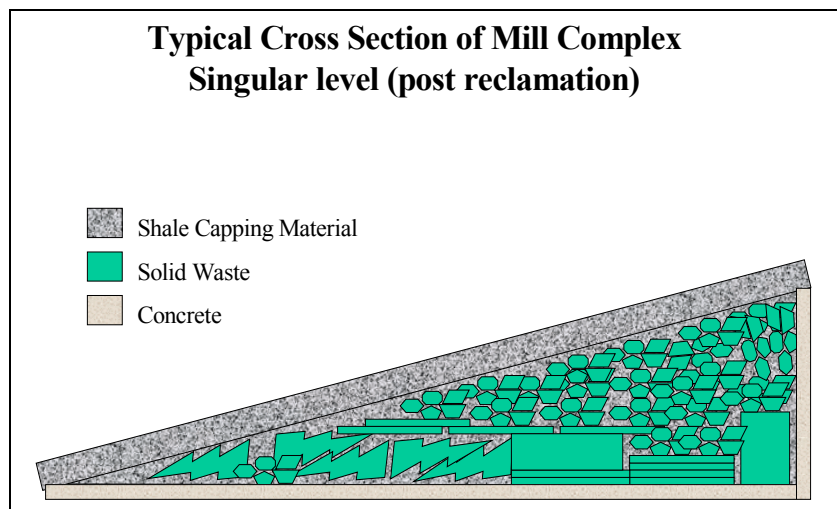 Typical Cross Section of Mill Complex
Singular level (post reclamation)
Shale Capping Material
Solid Waste
Concrete